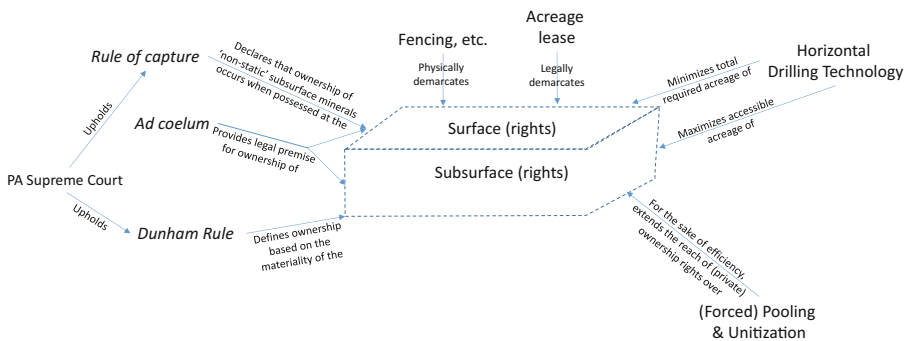 Rule of capture
Declares that ownership of
'non-static' subsurface minerals
occurs when possessed at the
Fencing, etc.
Physically
demarcates
Acreage
lease
Legally
demarcates
Minimizes total
required acreage of
Horizontal
Drilling Technology
Maximizes accessible
acreage of
Upholds
Ad coelum
Provides legal premise
for ownership of
Surface (rights)
Subsurface (rights)
PA Supreme Court
Upholds
Dunham Rule
Defines ownership
based on the
materiality of the
For the sake of efficiency,
extends the reach of (private)
ownership rights over
(Forced) Pooling
& Unitization